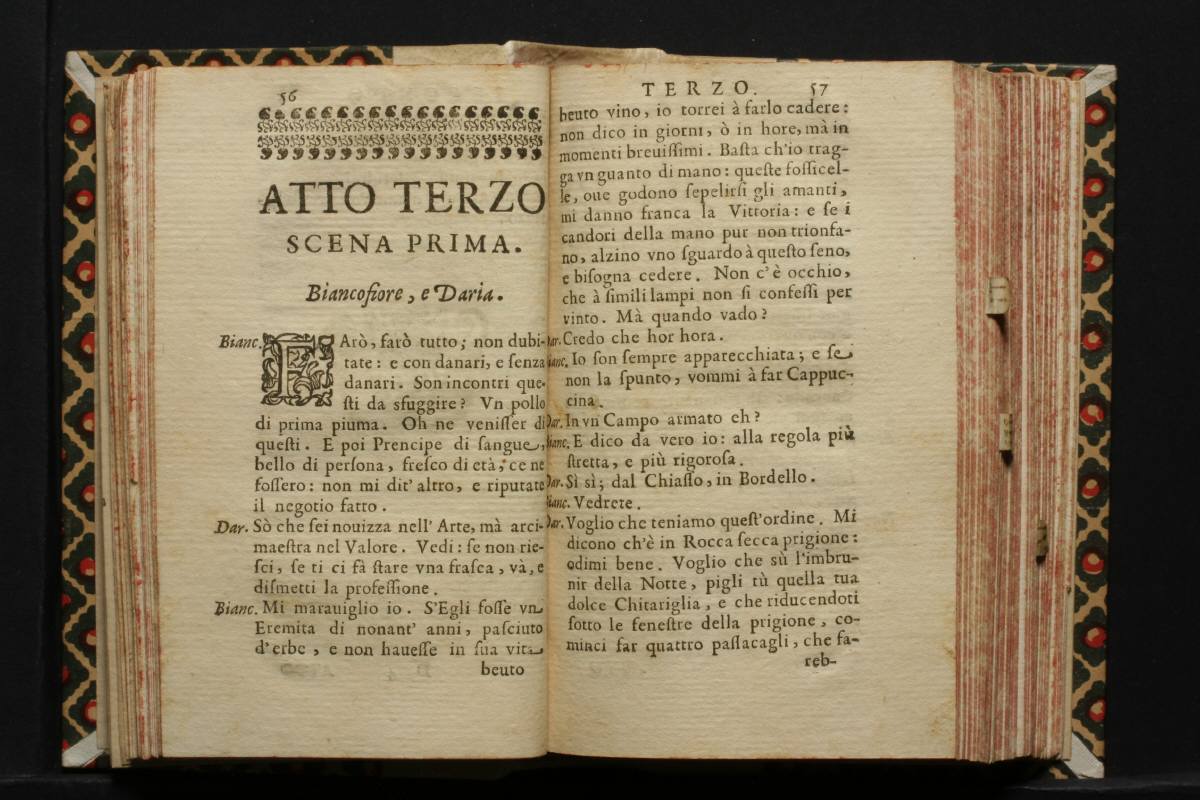 56
ATTO TERZO
SCENA PRIMA.
Biancofiore, e Daria.
Bianc. FArò, farò tutto; non dubi-
tate: e con danari, e ſenza
danari. Son incontri que-
ſti da sfuggire? Vn pollo
di prima piuma. Oh ne veniſſer di
queſti. E poi Prencipe di ſangue,
bello di perſona, freſco di età; ce ne
foſſero: non mi dit' altro, e riputate
il negotio fatto.
Dar. Sò che ſei nouizza nell' Arte, mà arci-
maeſtra nel Valore. Vedi: ſe non rie-
ſci, ſe ti ci fà ſtare vna fraſca, và, e
diſmetti la profeſſione.
Bianc. Mi marauiglio io. S'Egli foſſe vn
Eremita di nonant' anni, paſciuto
d'erbe, e non haueſſe in ſua vita
beuto
TERZO. 57
beuto vino, io torrei à farlo cadere:
non dico in giorni, ò in hore, mà in
momenti breuiſſimi. Baſta ch'io trag-
ga vn guanto di mano: queſte foſſicel-
le, oue godono ſepelirſi gli amanti,
mi danno franca la Vittoria: e ſe i
candori della mano pur non trionfa-
no, alzino vno ſguardo à queſto ſeno,
e biſogna cedere. Non c'è occhio,
che à ſimili lampi non ſi confeſſi per
vinto. Mà quando vado?
Dar. Credo che hor hora.
Bianc. Io ſon ſempre apparecchiata; e ſe
non la ſpunto, vommi à far Cappuc-
cina.
Dar. In vn Campo armato eh?
Bianc. E dico da vero io: alla regola più
ſtretta, e più rigoroſa.
Dar. Sì sì; dal Chiaſſo, in Bordello.
Bianc. Vedrete.
Dar. Voglio che teniamo queſt'ordine. Mi
dicono ch'è in Rocca ſecca prigione:
odimi bene. Voglio che sù l'imbru-
nir della Notte, pigli tù quella tua
dolce Chitariglia, e che riducendoti
ſotto le feneſtre della prigione, co-
minci far quattro paſſacagli, che ſa-
reb-